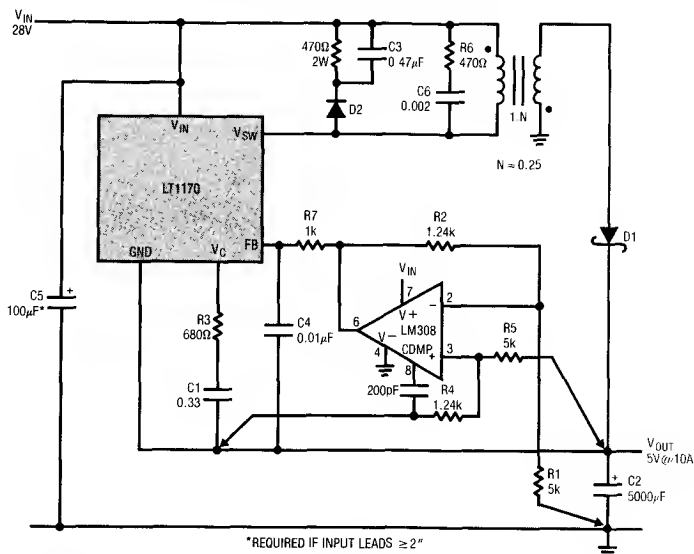 VIN
28V
470Ω
2W
C3
0 47µF
R6
470Ω
C6
0.002
D2
1:N
N ≈ 0.25
VIN
VSW
LT1170
GND
VC
FB
R7
1k
R2
1.24k
D1
C5
100µF*
+
R3
680Ω
C4
0.01µF
VIN
7
V+
−
2
6
LM308
V−
4
COMP
+
3
8
R5
5k
200pF
R4
1.24k
C1
0.33
VOUT
5V@10A
R1
5k
+
C2
5000µF
*REQUIRED IF INPUT LEADS ≥2"